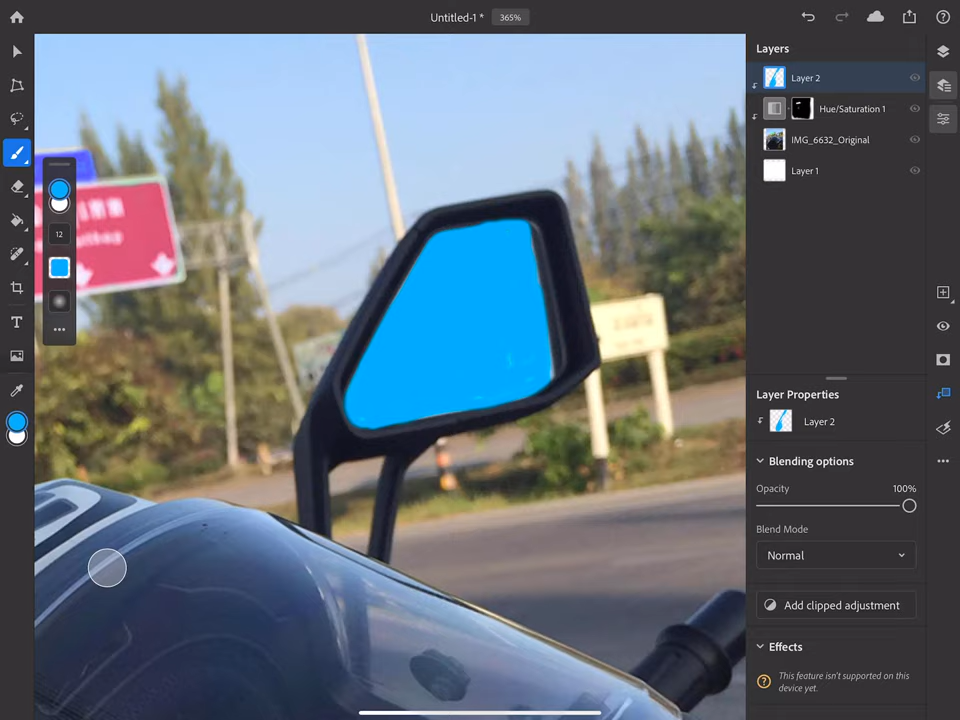 Untitled-1 *
365%
Layers
Layer 2
Hue/Saturation 1
IMG_6632_Original
Layer 1
12
Layer Properties
Layer 2
Blending options
Opacity
100%
Blend Mode
Normal
Add clipped adjustment
Effects
This feature isn't supported on this
device yet.
T